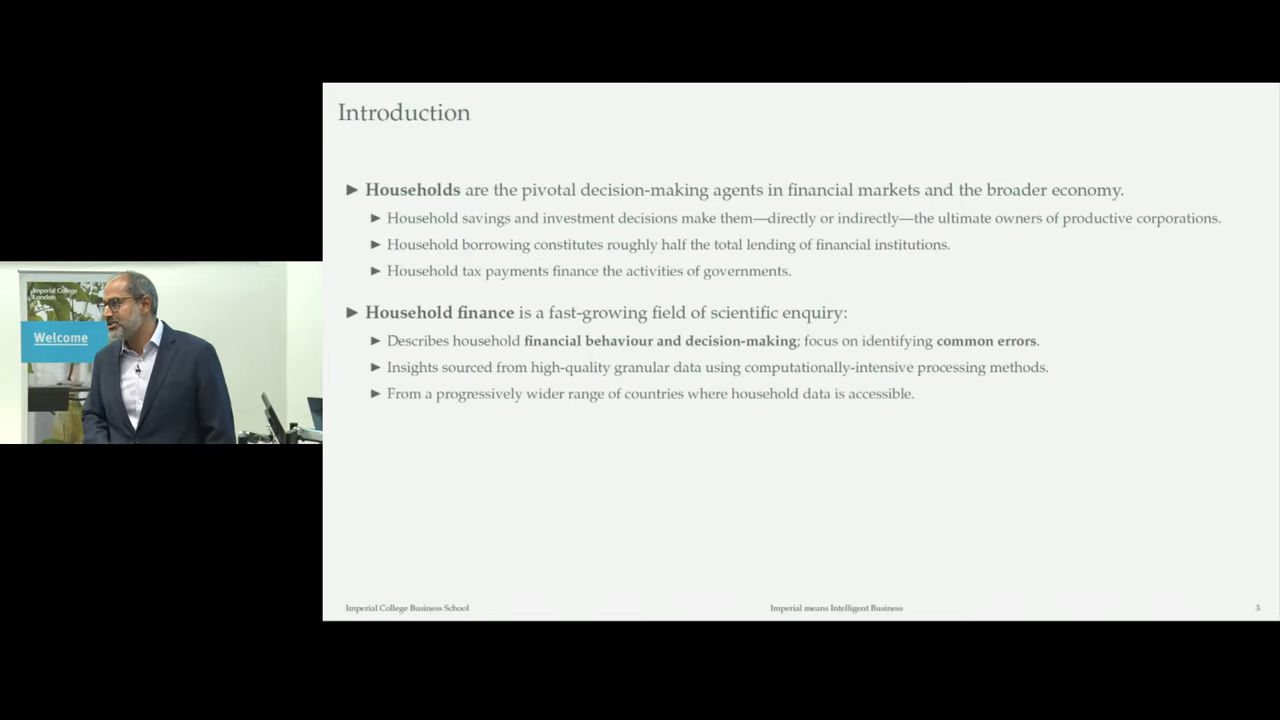 Introduction
► Households are the pivotal decision-making agents in financial markets and the broader economy.
► Household savings and investment decisions make them—directly or indirectly—the ultimate owners of productive corporations.
► Household borrowing constitutes roughly half the total lending of financial institutions.
► Household tax payments finance the activities of governments.
► Household finance is a fast-growing field of scientific enquiry:
► Describes household financial behaviour and decision-making; focus on identifying common errors.
► Insights sourced from high-quality granular data using computationally-intensive processing methods.
► From a progressively wider range of countries where household data is accessible.
Imperial College Business School
Imperial means Intelligent Business
3
Imperial College
London
Welcome